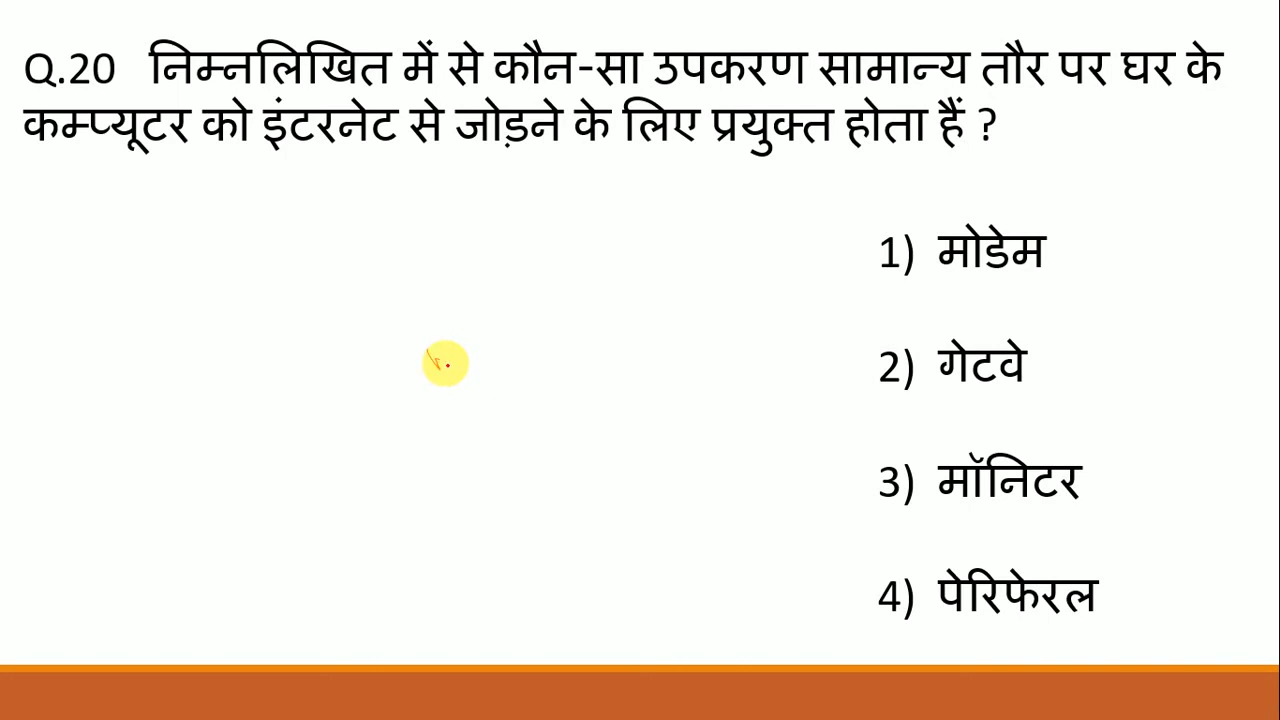 Q.20 निम्नलिखित में से कौन-सा उपकरण सामान्य तौर पर घर के
कम्प्यूटर को इंटरनेट से जोड़ने के लिए प्रयुक्त होता हैं ?
1) मोडेम
2) गेटवे
3) मॉनिटर
4) पेरिफेरल